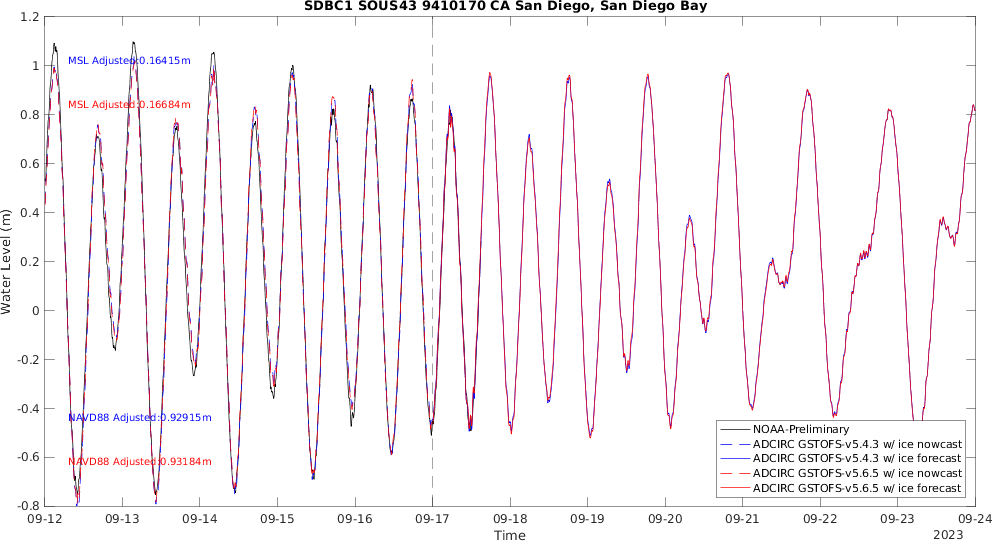 SDBC1 SOUS43 9410170 CA San Diego, San Diego Bay
1.2
1
0.8
0.6
0.4
0.2
0
-0.2
-0.4
-0.6
-0.8
Water Level (m)
MSL Adjusted:0.16415m
MSL Adjusted:0.16684m
NAVD88 Adjusted:0.92915m
NAVD88 Adjusted:0.93184m
NOAA-Preliminary
ADCIRC GSTOFS-v5.4.3 w/ ice nowcast
ADCIRC GSTOFS-v5.4.3 w/ ice forecast
ADCIRC GSTOFS-v5.6.5 w/ ice nowcast
ADCIRC GSTOFS-v5.6.5 w/ ice forecast
09-12 09-13 09-14 09-15 09-16 09-17 09-18 09-19 09-20 09-21 09-22 09-23 09-24
Time
2023